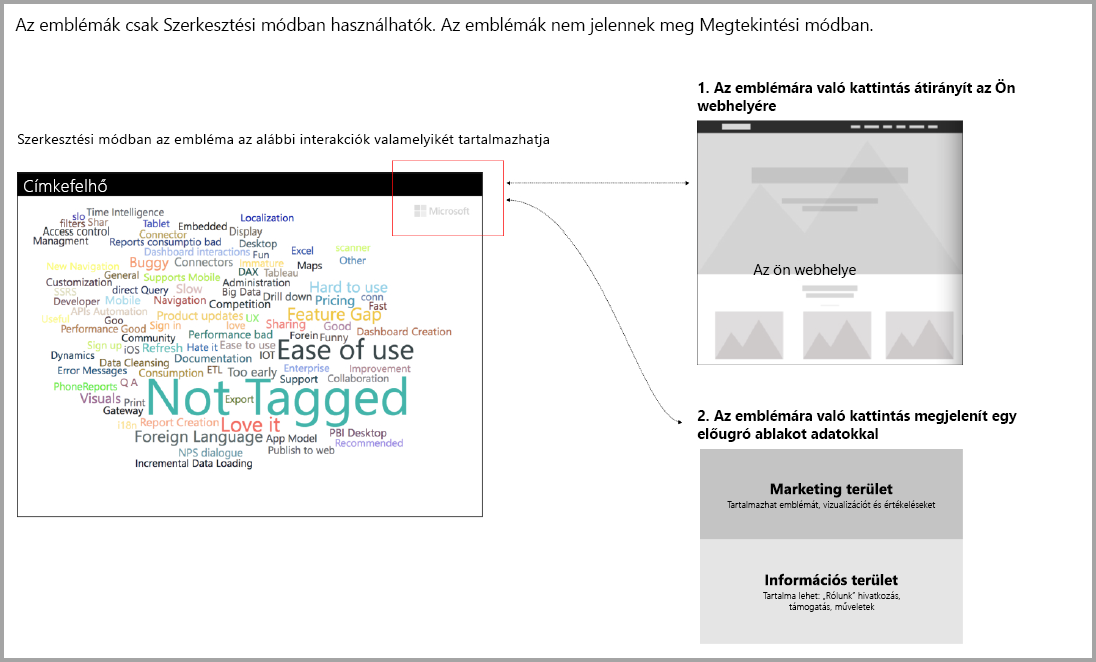 Az emblémák csak Szerkesztési módban használhatók. Az emblémák nem jelennek meg Megtekintési módban.
Szerkesztési módban az embléma az alábbi interakciók valamelyikét tartalmazhatja
Címkefelhő
Microsoft
Time Intelligence
slo
filters
Shar
Tablet
Embedded
Localization
Access control
Connector
Display
Managment
Reports consumptio bad
Desktop
Dashboard interactions
Fun
Excel
scanner
New Navigation
Buggy
Connectors
Immature
Maps
Other
General
Supports Mobile
DAX
Tableau
Customization
direct Query
Slow
Administration
Hard to use
SSRS
Big Data
Drill down
Developer
Mobile
Navigation
Competition
Pricing
conn
APIs Automation
Fast
Useful
Goo
Product updates
UX
Feature Gap
Performance Good
Sign in
love
Sharing
Good
Dashboard Creation
Community
Performance bad
Forein
Funny
Sign up
iOS
Refresh
Hate it
Ease to use
Ease of use
Dynamics
Data Cleansing
Documentation
IOT
Error Messages
Consumption
ETL
Too early
Enterprise
Improvement
PhoneReports
Q A
Support
Collaboration
Visuals
Print
Not Tagged
Export
Gateway
i18n
Report Creation
Love it
Foreign Language
App Model
PBI Desktop
Recommended
NPS dialogue
Publish to web
Incremental Data Loading
1. Az emblémára való kattintás átirányít az Ön
webhelyére
Az ön webhelye
2. Az emblémára való kattintás megjelenít egy
előugró ablakot adatokkal
Marketing terület
Tartalmazhat emblémát, vizualizációt és értékeléseket
Információs terület
Tartalma lehet: „Rólunk” hivatkozás,
támogatás, műveletek